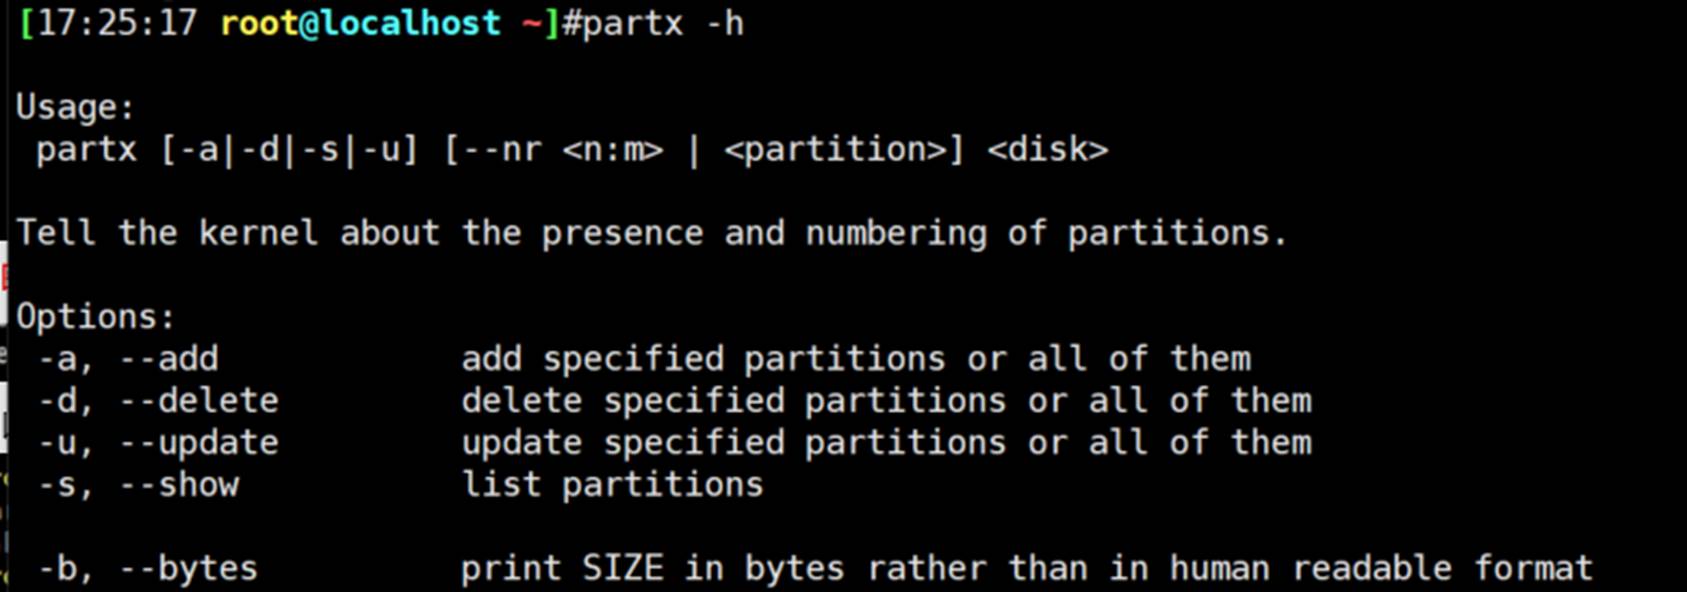 [17:25:17 root@localhost ~]#partx -h
Usage:
partx [-a|-d|-s|-u] [--nr <n:m> | <partition>] <disk>
Tell the kernel about the presence and numbering of partitions.
Options:
-a, --add add specified partitions or all of them
-d, --delete delete specified partitions or all of them
-u, --update update specified partitions or all of them
-s, --show list partitions
-b, --bytes print SIZE in bytes rather than in human readable format